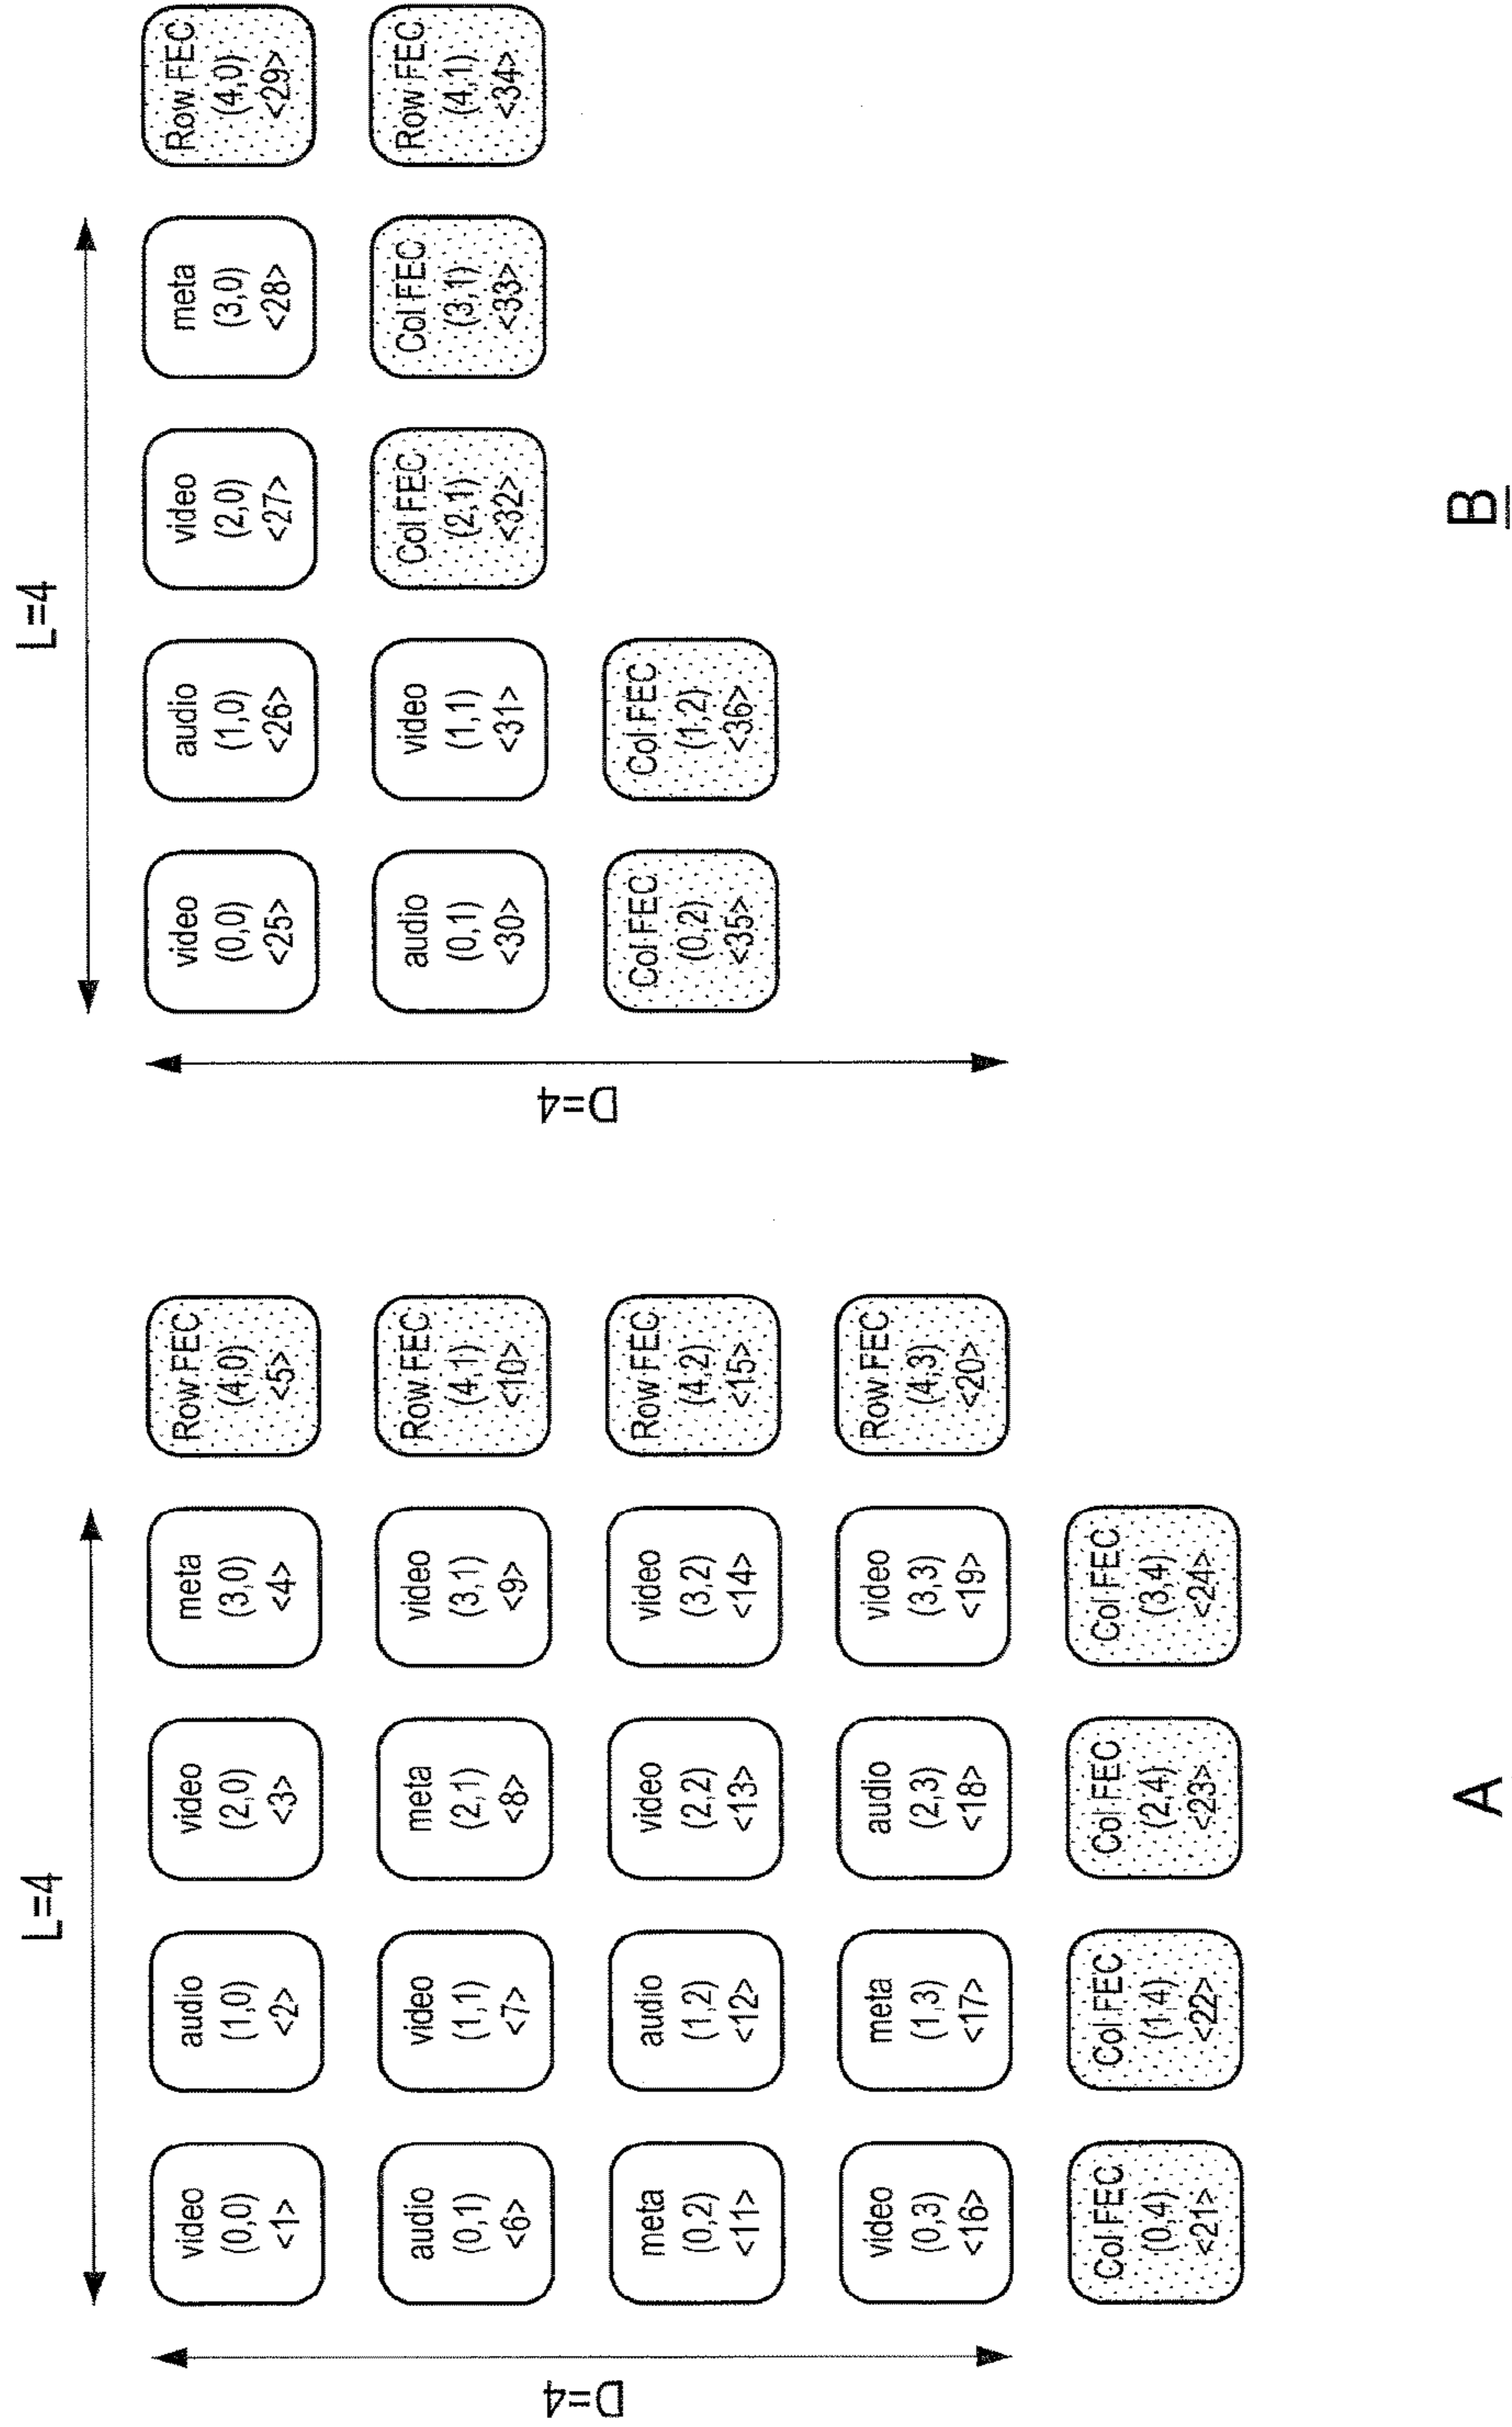 L=4
D=4
video
(0,0)
<1>
audio
(1,0)
<2>
video
(2,0)
<3>
meta
(3,0)
<4>
Row FEC
(4,0)
<5>
audio
(0,1)
<6>
video
(1,1)
<7>
meta
(2,1)
<8>
video
(3,1)
<9>
Row FEC
(4,1)
<10>
meta
(0,2)
<11>
audio
(1,2)
<12>
video
(2,2)
<13>
video
(3,2)
<14>
Row FEC
(4,2)
<15>
video
(0,3)
<16>
meta
(1,3)
<17>
audio
(2,3)
<18>
video
(3,3)
<19>
Row FEC
(4,3)
<20>
Col FEC
(0,4)
<21>
Col FEC
(1,4)
<22>
Col FEC
(2,4)
<23>
Col FEC
(3,4)
<24>
A
L=4
D=4
video
(0,0)
<25>
audio
(1,0)
<26>
video
(2,0)
<27>
meta
(3,0)
<28>
Row FEC
(4,0)
<29>
audio
(0,1)
<30>
video
(1,1)
<31>
Col FEC
(2,1)
<32>
Col FEC
(3,1)
<33>
Row FEC
(4,1)
<34>
Col FEC
(0,2)
<35>
Col FEC
(1,2)
<36>
B